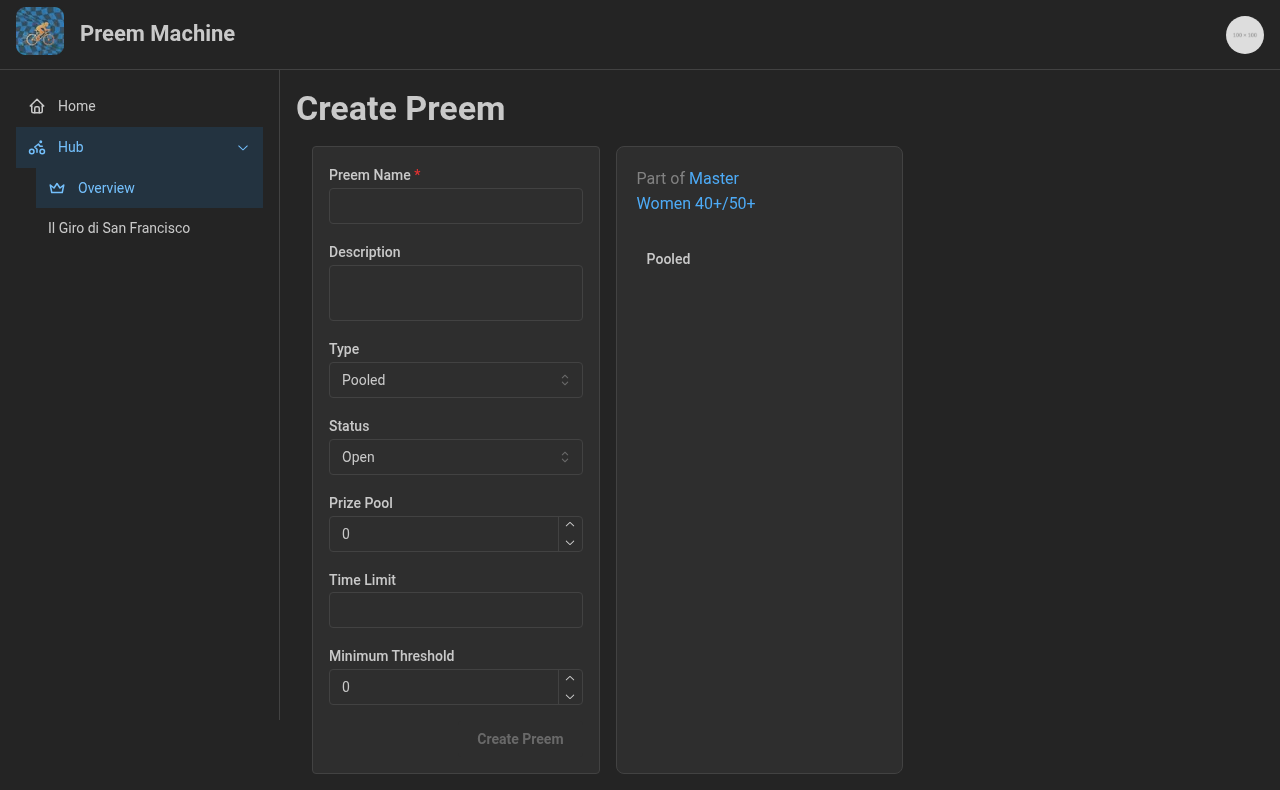 Preem Machine
100 × 100
Home
Hub
Overview
Il Giro di San Francisco
Create Preem
Preem Name *
Description
Type
Pooled
Status
Open
Prize Pool
0
Time Limit
Minimum Threshold
0
Create Preem
Part of Master
Women 40+/50+
Pooled